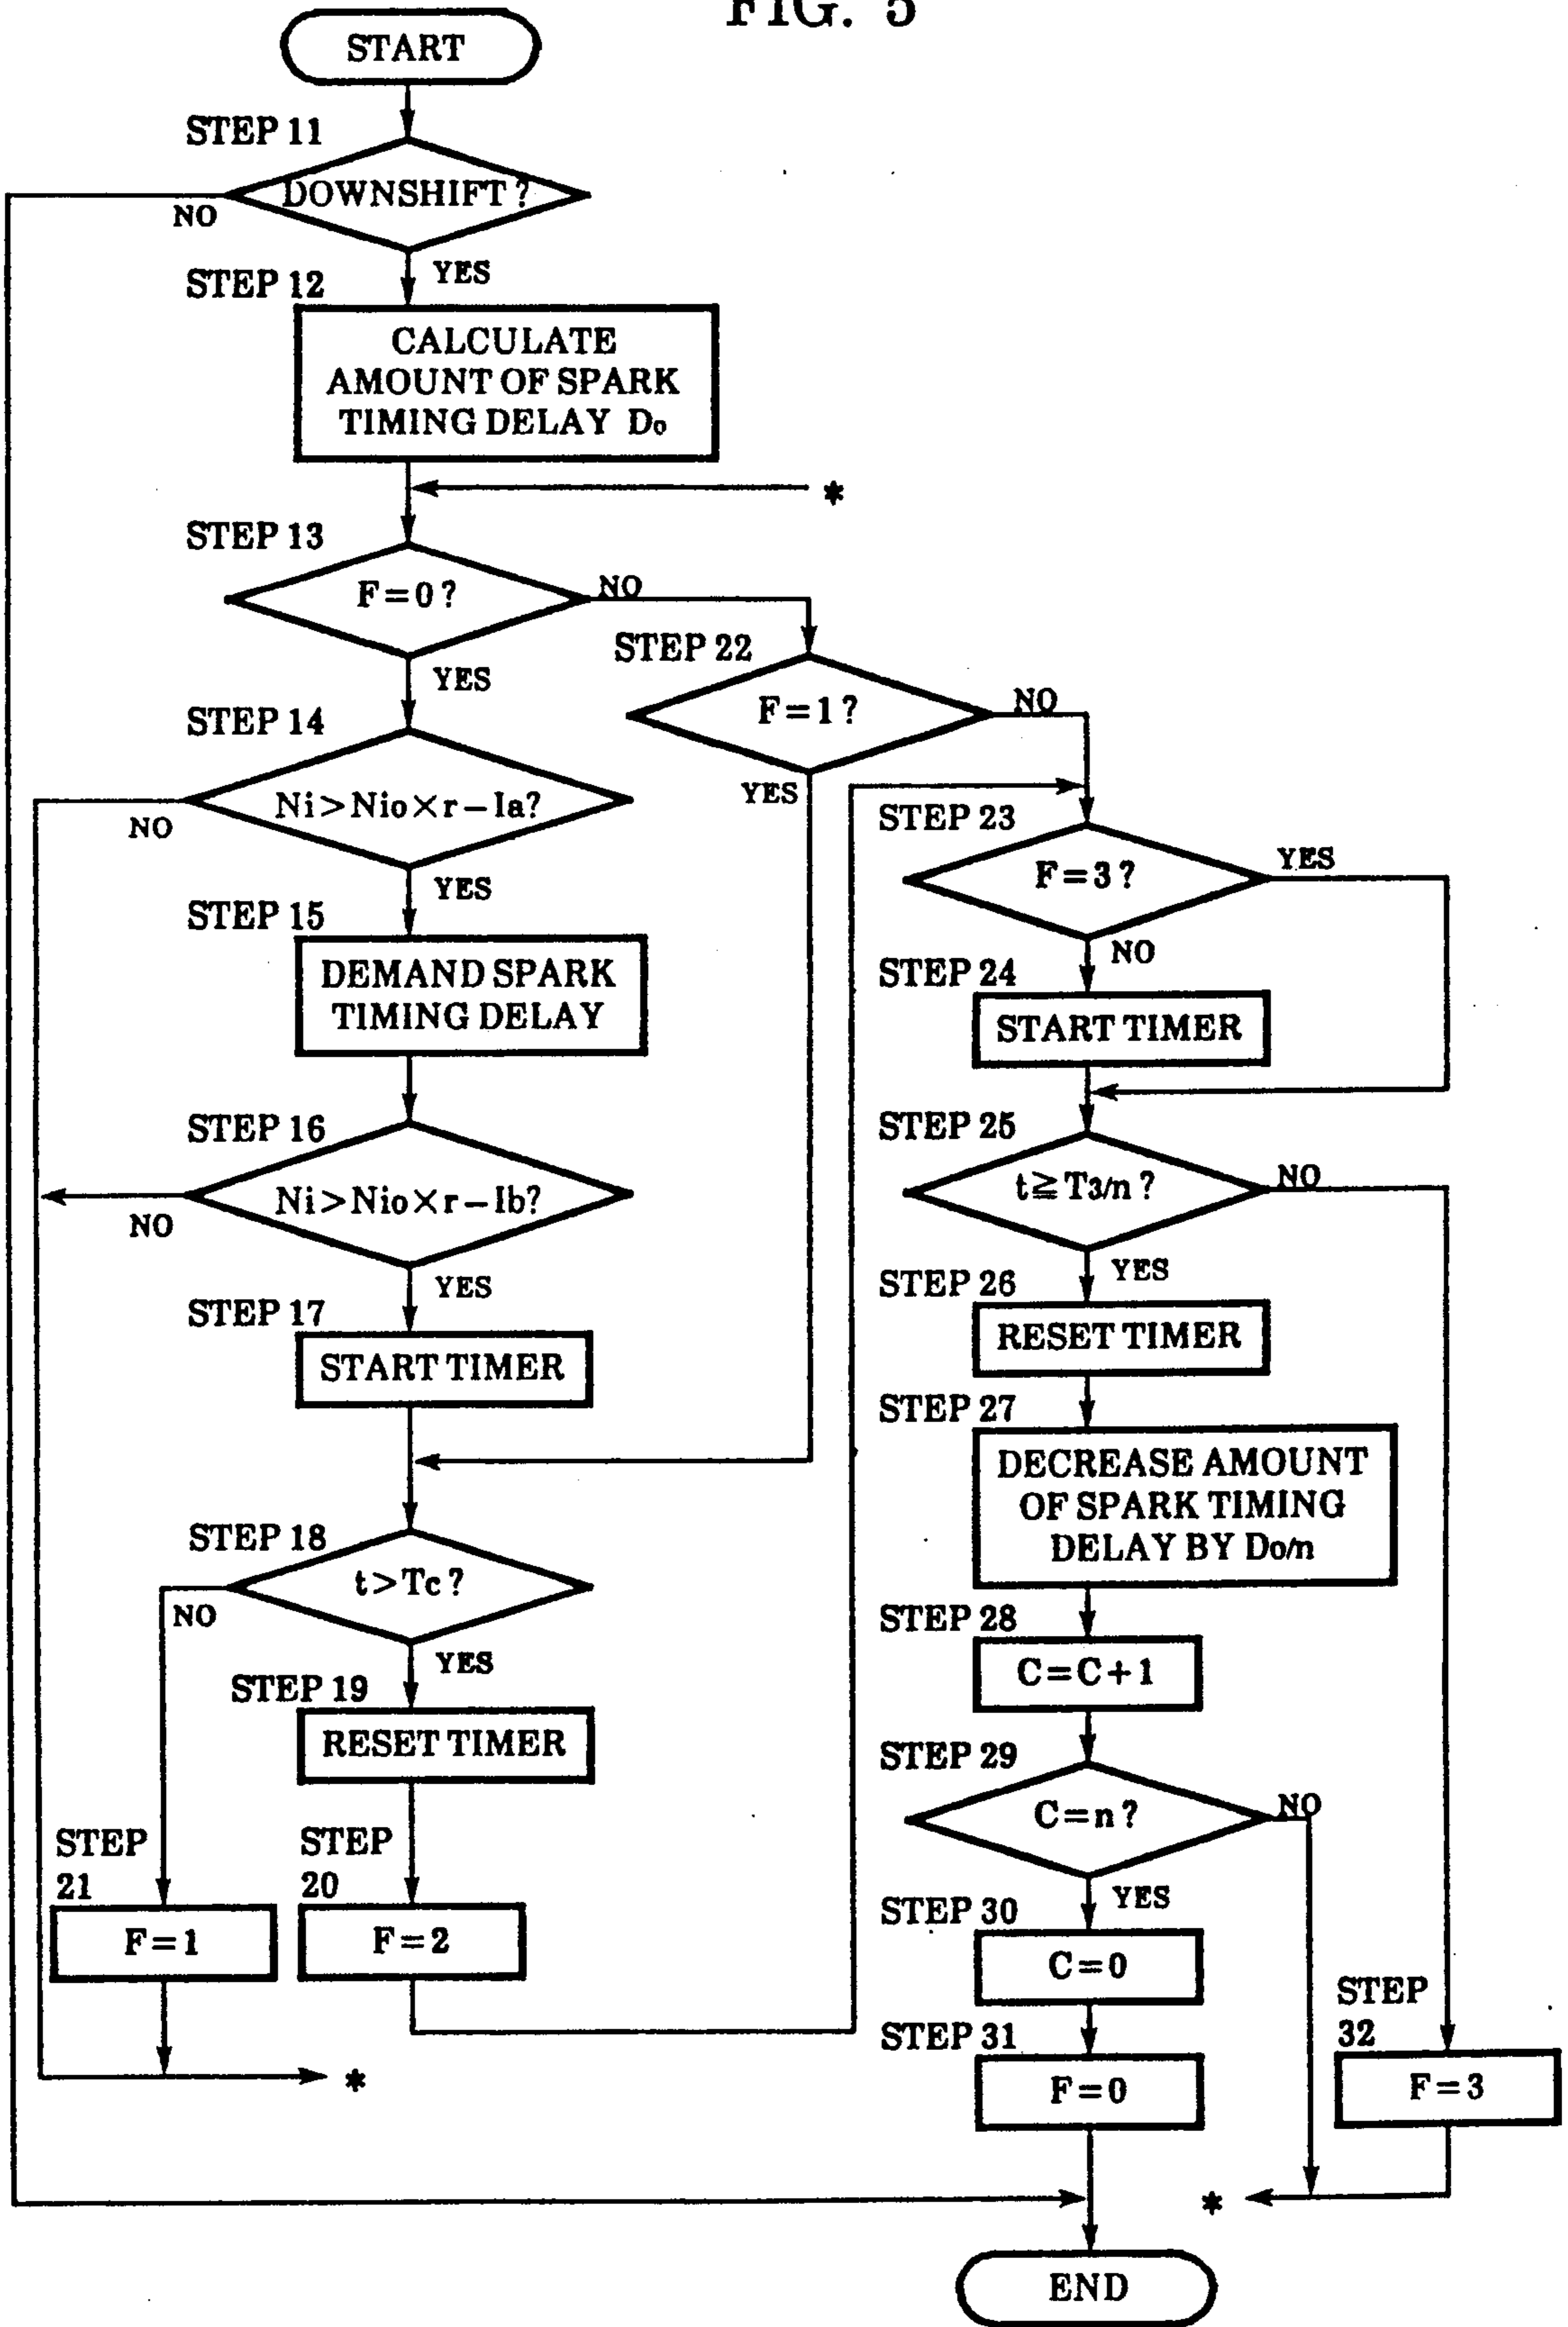 FIG. 5
START
STEP 11
DOWNSHIFT?
NO
YES
STEP 12
CALCULATE
AMOUNT OF SPARK
TIMING DELAY Do
*
STEP 13
F=0?
NO
YES
STEP 22
F=1?
NO
YES
STEP 14
Ni>Nio×r-Ia?
NO
YES
STEP 15
DEMAND SPARK
TIMING DELAY
STEP 16
Ni>Nio×r-Ib?
NO
YES
STEP 17
START TIMER
STEP 18
t>Tc?
NO
YES
STEP 19
RESET TIMER
STEP
21
F=1
STEP
20
F=2
*
STEP 23
F=3?
YES
NO
STEP 24
START TIMER
STEP 25
t≧T3/n?
NO
YES
STEP 26
RESET TIMER
STEP 27
DECREASE AMOUNT
OF SPARK TIMING
DELAY BY Do/n
STEP 28
C=C+1
STEP 29
C=n?
NO
YES
STEP 30
C=0
STEP 31
F=0
STEP
32
F=3
*
END